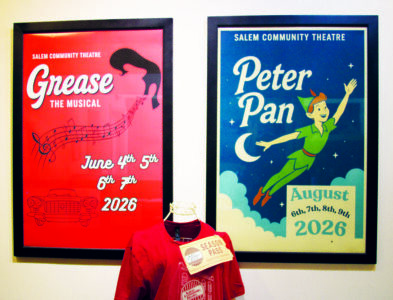 SALEM COMMUNITY THEATRE
Grease
THE MUSICAL
June 4th 5th
6th 7th
2026
SALEM COMMUNITY THEATRE
Peter
Pan
August
6th, 7th, 8th, 9th
2026
SEASON
PASS